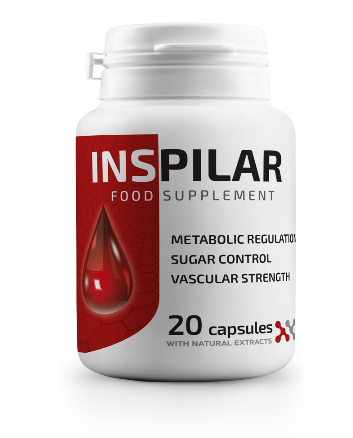 INSPILAR
FOOD SUPPLEMENT
METABOLIC REGULATION
SUGAR CONTROL
VASCULAR STRENGTH
20 capsules
WITH NATURAL EXTRACTS